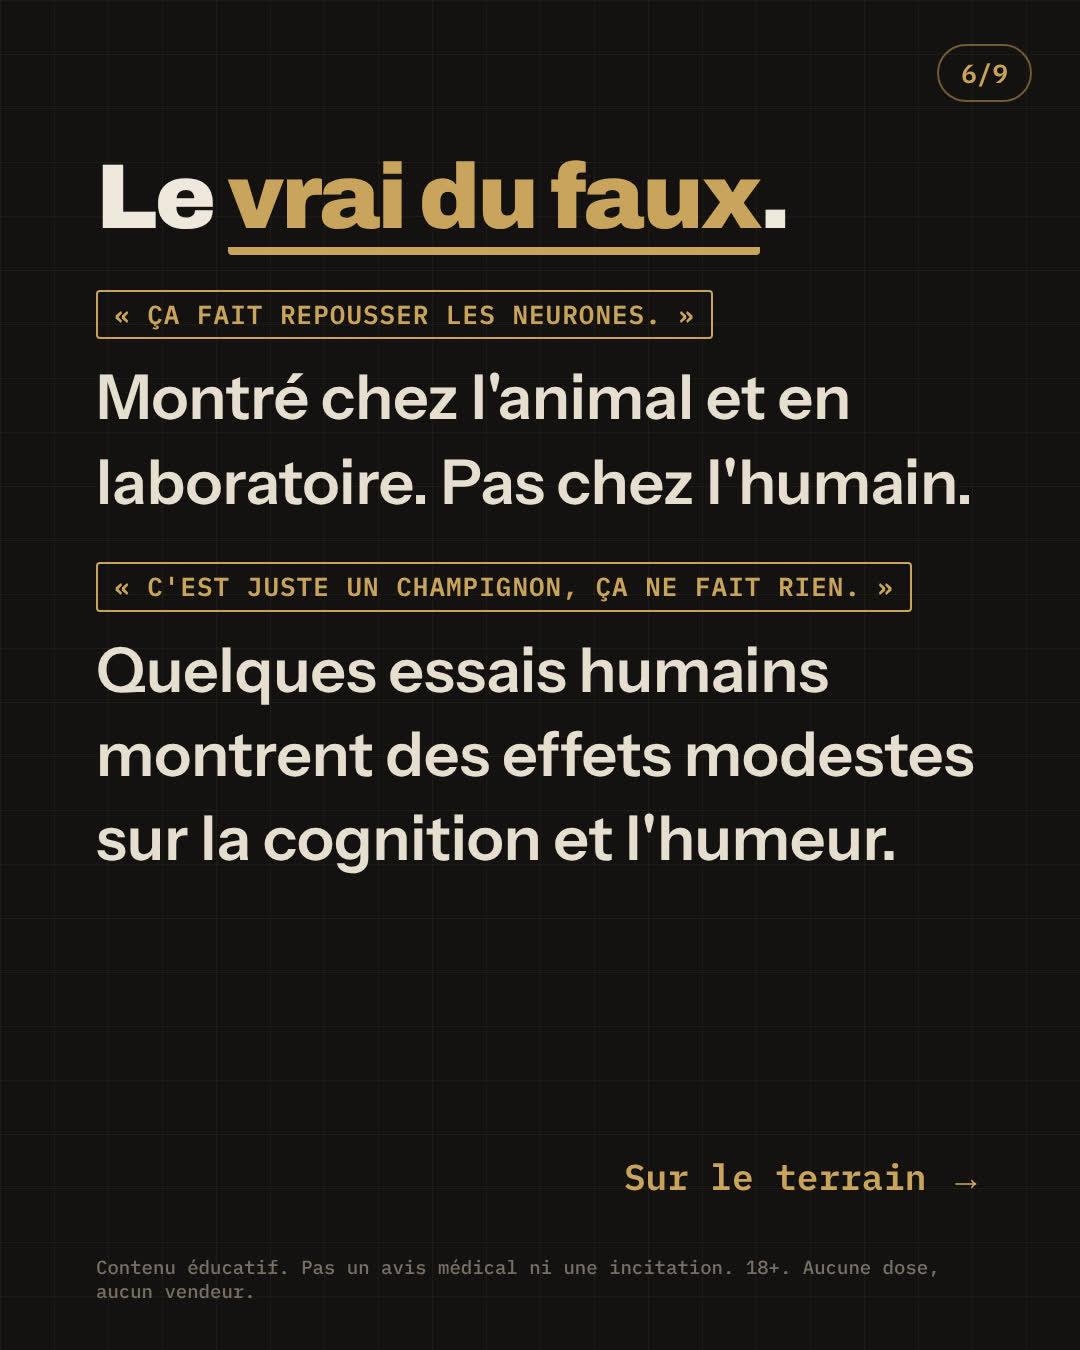 6/9
Le vrai du faux.
« ÇA FAIT REPOUSSER LES NEURONES. »
Montré chez l'animal et en
laboratoire. Pas chez l'humain.
« C'EST JUSTE UN CHAMPIGNON, ÇA NE FAIT RIEN. »
Quelques essais humains
montrent des effets modestes
sur la cognition et l'humeur.
Sur le terrain →
Contenu éducatif. Pas un avis médical ni une incitation. 18+. Aucune dose,
aucun vendeur.